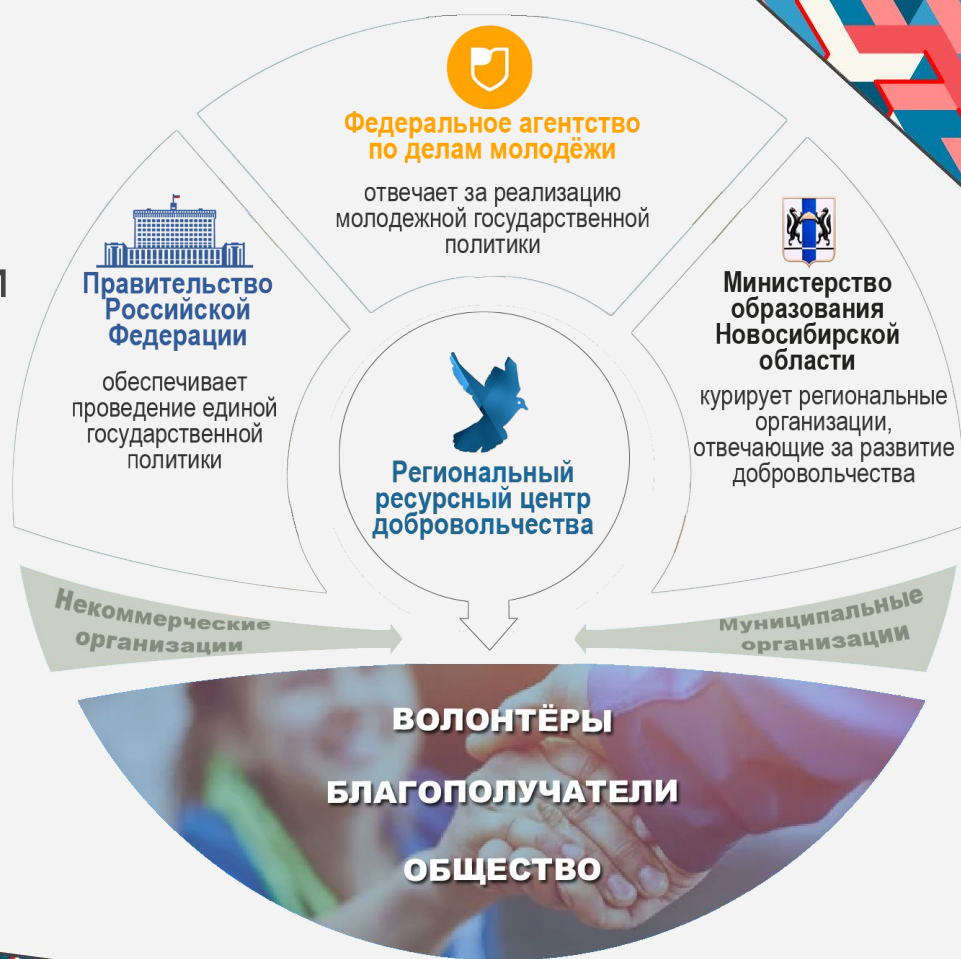 Федеральное агентство
по делам молодёжи
отвечает за реализацию
молодежной государственной
политики
и
Правительство
Российской
Федерации
обеспечивает
проведение единой
государственной
политики
Министерство
образования
Новосибирской
области
курирует региональные
организации,
отвечающие за развитие
добровольчества
Региональный
ресурсный центр
добровольчества
Некоммерческие
организации
Муниципальные
организации
ВОЛОНТЁРЫ
БЛАГОПОЛУЧАТЕЛИ
ОБЩЕСТВО